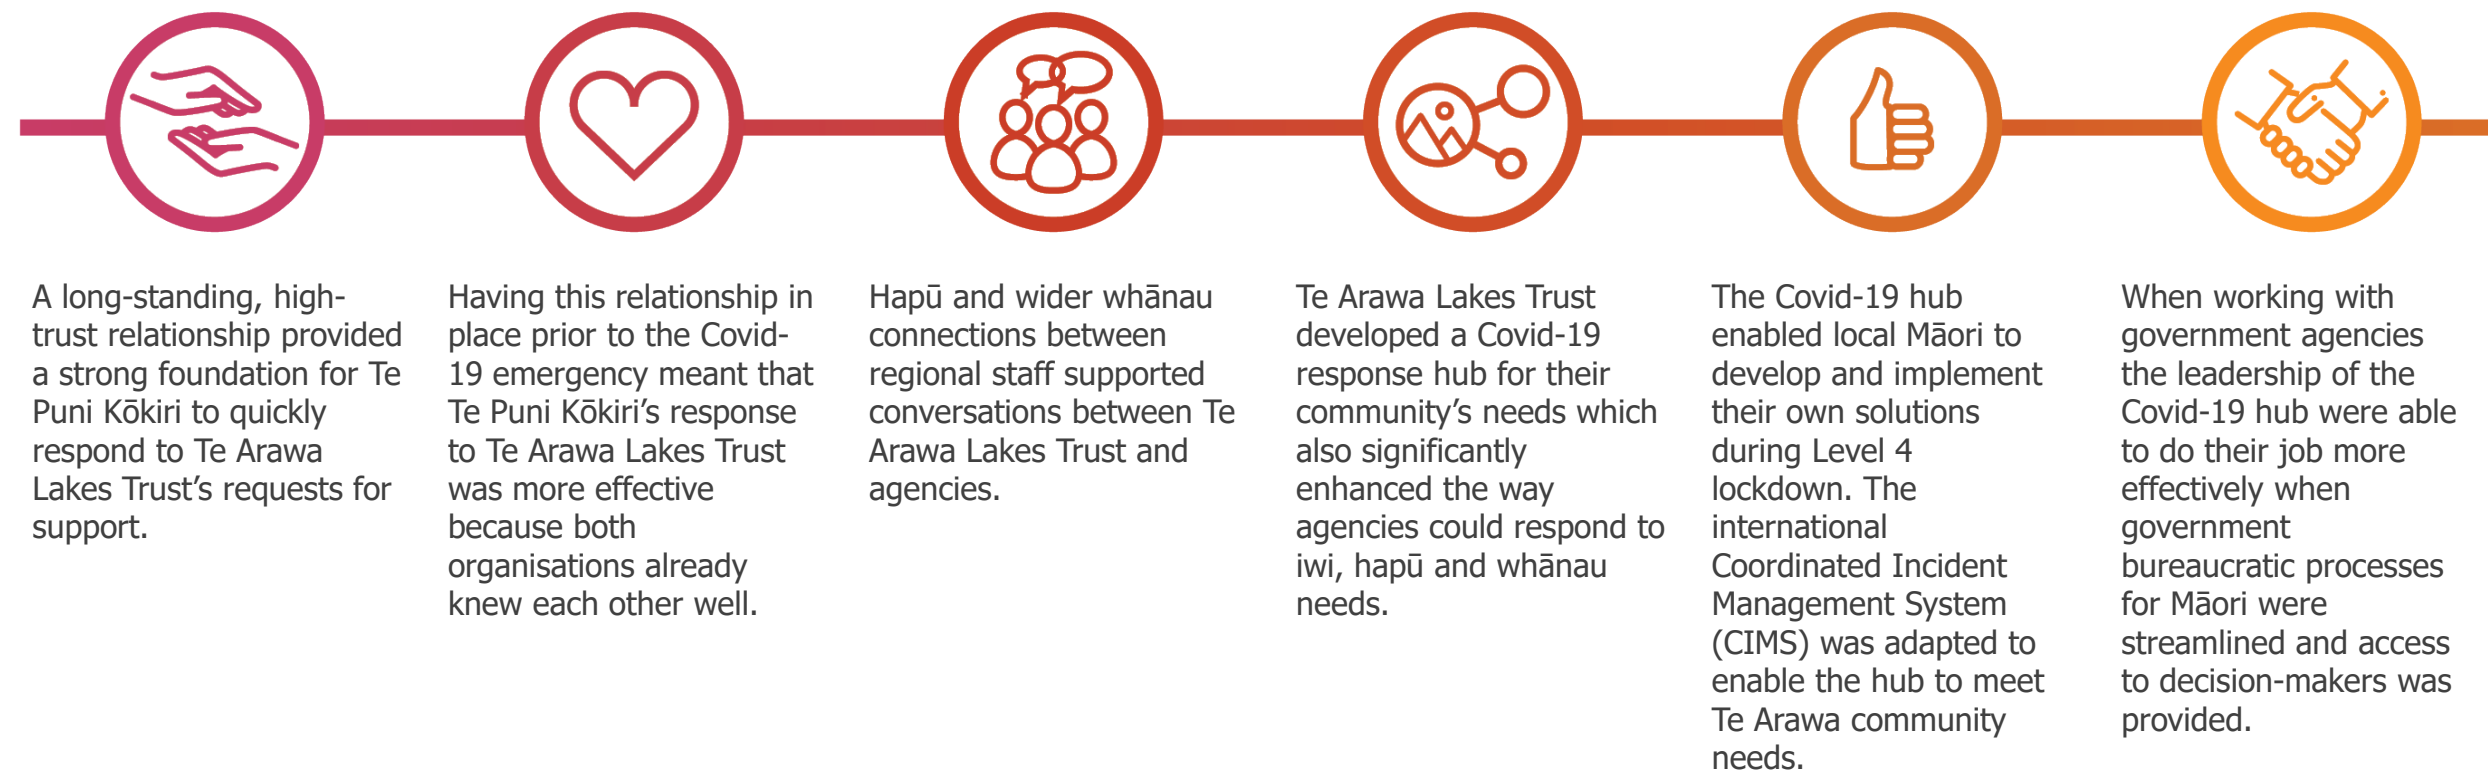 A long-standing, high-
trust relationship provided
a strong foundation for Te
Puni Kōkiri to quickly
respond to Te Arawa
Lakes Trust’s requests for
support.
Having this relationship in
place prior to the Covid-
19 emergency meant that
Te Puni Kōkiri’s response
to Te Arawa Lakes Trust
was more effective
because both
organisations already
knew each other well.
Hapū and wider whānau
connections between
regional staff supported
conversations between Te
Arawa Lakes Trust and
agencies.
Te Arawa Lakes Trust
developed a Covid-19
response hub for their
community’s needs which
also significantly
enhanced the way
agencies could respond to
iwi, hapū and whānau
needs.
The Covid-19 hub
enabled local Māori to
develop and implement
their own solutions
during Level 4
lockdown. The
international
Coordinated Incident
Management System
(CIMS) was adapted to
enable the hub to meet
Te Arawa community
needs.
When working with
government agencies
the leadership of the
Covid-19 hub were able
to do their job more
effectively when
government
bureaucratic processes
for Māori were
streamlined and access
to decision-makers was
provided.